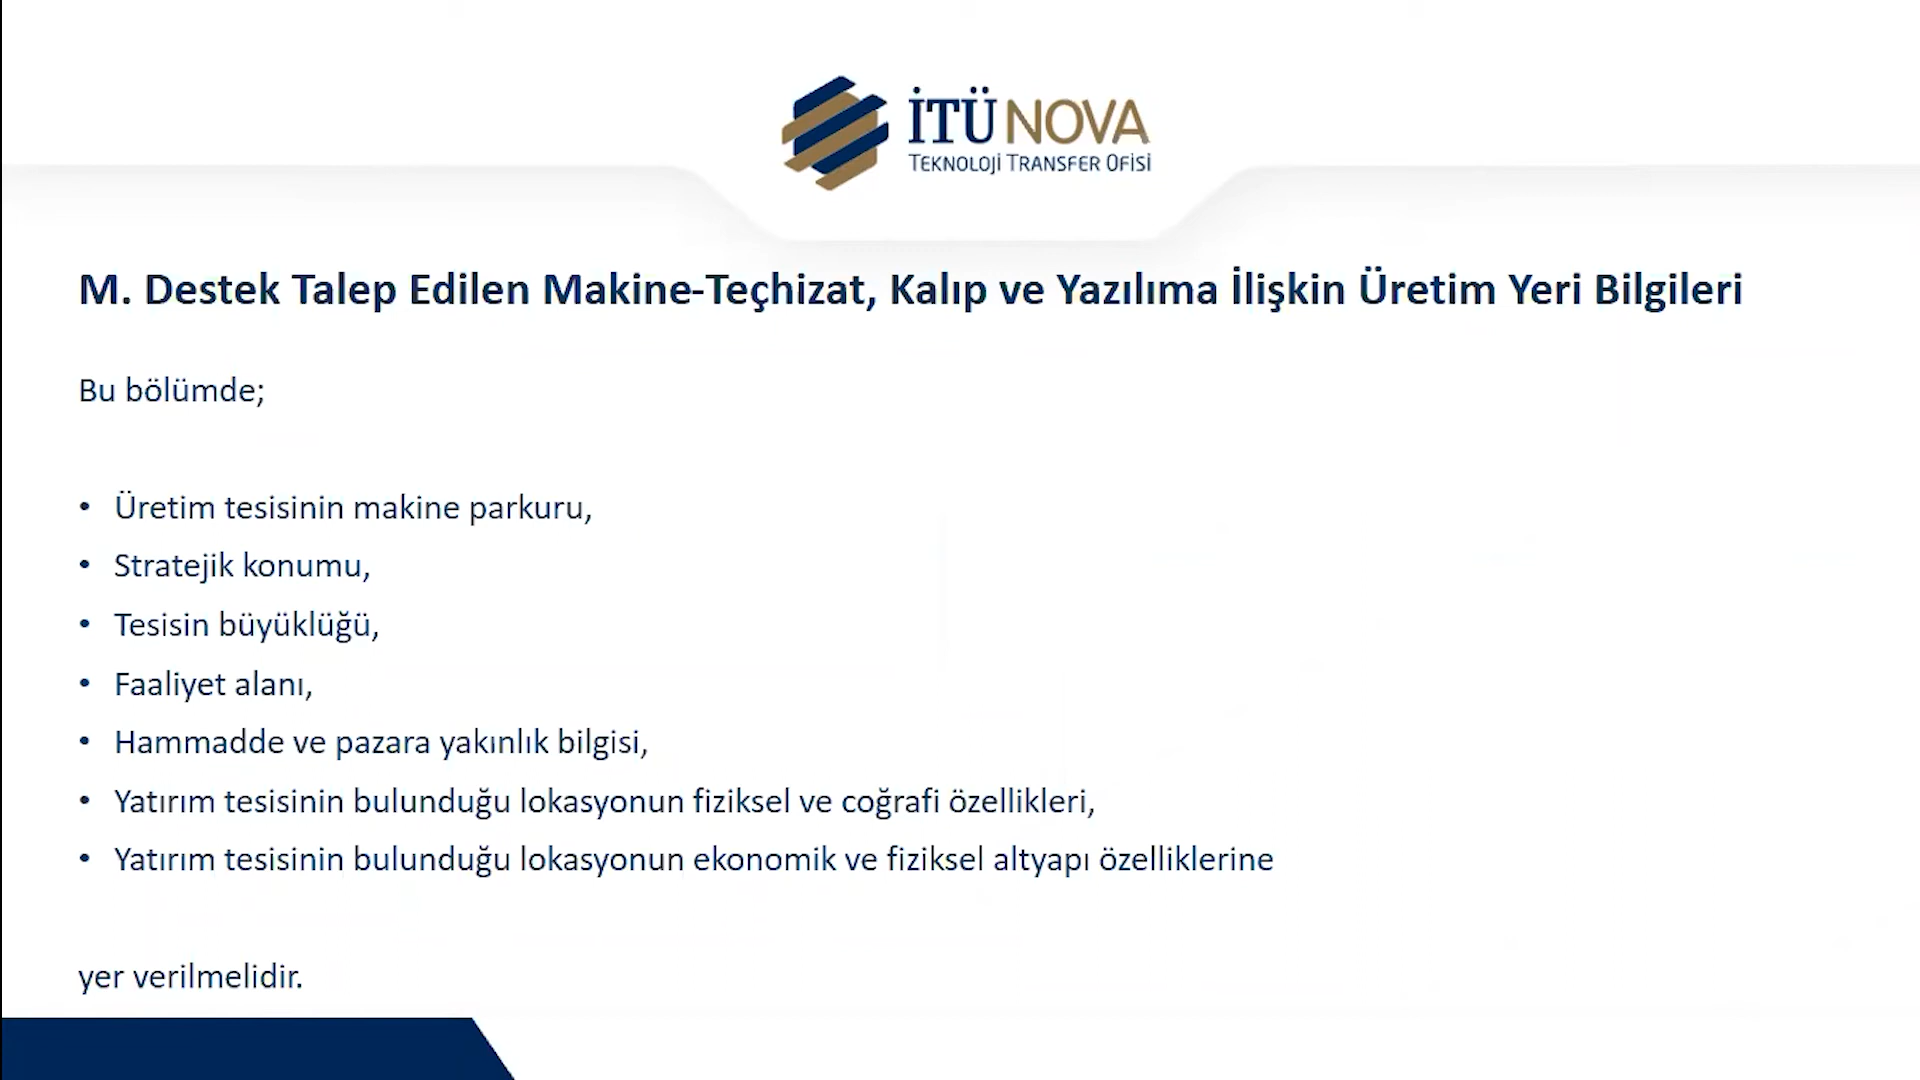 İTÜNOVA
TEKNOLOJİ TRANSFER OFİSİ
M. Destek Talep Edilen Makine-Teçhizat, Kalıp ve Yazılıma İlişkin Üretim Yeri Bilgileri
Bu bölümde;
• Üretim tesisinin makine parkuru,
• Stratejik konumu,
• Tesisin büyüklüğü,
• Faaliyet alanı,
• Hammadde ve pazara yakınlık bilgisi,
• Yatırım tesisinin bulunduğu lokasyonun fiziksel ve coğrafi özellikleri,
• Yatırım tesisinin bulunduğu lokasyonun ekonomik ve fiziksel altyapı özelliklerine
yer verilmelidir.